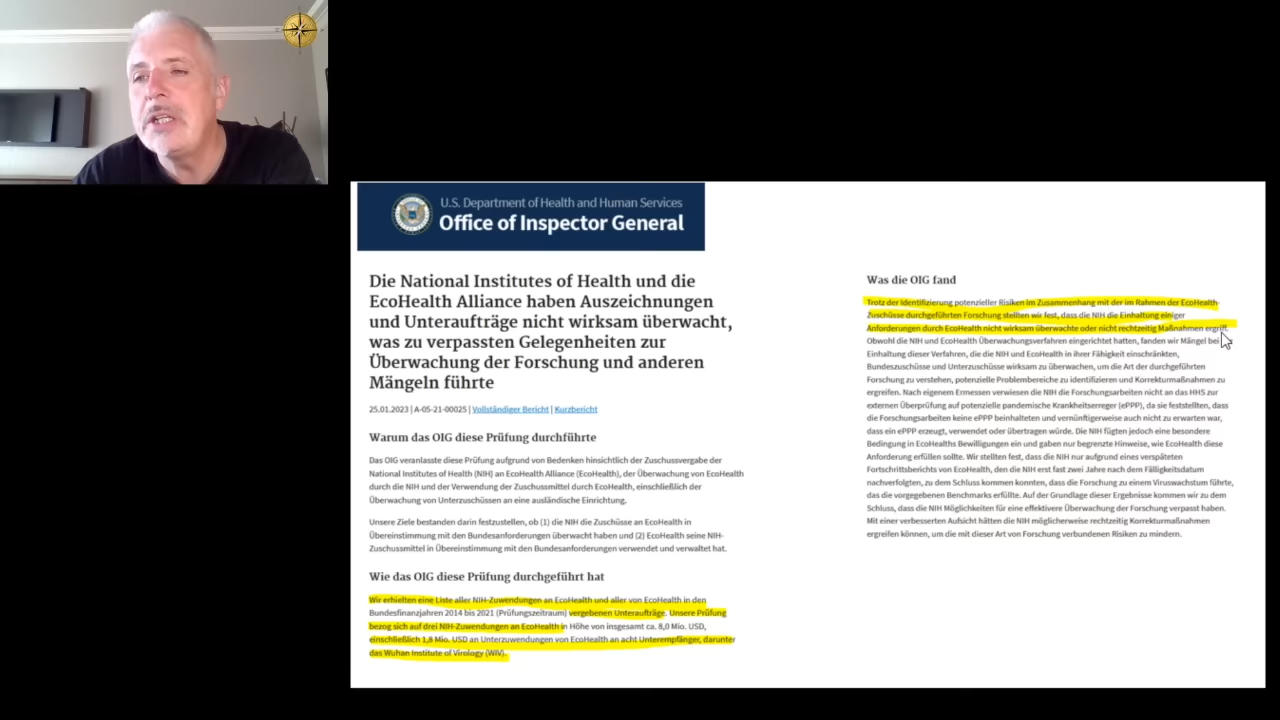 U.S. Department of Health and Human Services
Office of Inspector General
Die National Institutes of Health und die
EcoHealth Alliance haben Auszeichnungen
und Unteraufträge nicht wirksam überwacht,
was zu verpassten Gelegenheiten zur
Überwachung der Forschung und anderen
Mängeln führte
25.01.2023 | A-05-21-00025 | Vollständiger Bericht | Kurzbericht
Warum das OIG diese Prüfung durchführte
Das OIG veranlasste diese Prüfung aufgrund von Bedenken hinsichtlich der Zuschussvergabe der
National Institutes of Health (NIH) an EcoHealth Alliance (EcoHealth), der Überwachung von EcoHealth
durch die NIH und der Verwendung der Zuschussmittel durch EcoHealth, einschließlich der
Überwachung von Unterzuschüssen an eine ausländische Einrichtung.
Unsere Ziele bestanden darin festzustellen, ob (1) die NIH die Zuschüsse an EcoHealth in
Übereinstimmung mit den Bundesanforderungen überwacht haben und (2) EcoHealth seine NIH-
Zuschussmittel in Übereinstimmung mit den Bundesanforderungen verwendet und verwaltet hat.
Wie das OIG diese Prüfung durchgeführt hat
Wir erhielten eine Liste aller NIH-Zuwendungen an EcoHealth und aller von EcoHealth in den
Bundesfinanzjahren 2014 bis 2021 (Prüfungszeitraum) vergebenen Unteraufträge. Unsere Prüfung
bezog sich auf drei NIH-Zuwendungen an EcoHealth in Höhe von insgesamt ca. 8,0 Mio. USD,
einschließlich 1,8 Mio. USD an Unterzuwendungen von EcoHealth an acht Unterempfänger, darunter
das Wuhan Institute of Virology (WIV).
Was die OIG fand
Trotz der Identifizierung potenzieller Risiken im Zusammenhang mit der im Rahmen der EcoHealth-
Zuschüsse durchgeführten Forschung stellten wir fest, dass die NIH die Einhaltung einiger
Anforderungen durch EcoHealth nicht wirksam überwachte oder nicht rechtzeitig Maßnahmen ergriff.
Obwohl die NIH und EcoHealth Überwachungsverfahren eingerichtet hatten, fanden wir Mängel bei
Einhaltung dieser Verfahren, die die NIH und EcoHealth in ihrer Fähigkeit einschränkten,
Bundeszuschüsse und Unterzuschüsse wirksam zu überwachen, um die Art der durchgeführten
Forschung zu verstehen, potenzielle Problembereiche zu identifizieren und Korrekturmaßnahmen zu
ergreifen. Nach eigenem Ermessen verwiesen die NIH die Forschungsarbeiten nicht an das HHS zur
externen Überprüfung auf potenzielle pandemische Krankheitserreger (ePPP), da sie feststellten, dass
die Forschungsarbeiten keine ePPP beinhalteten und vernünftigerweise auch nicht zu erwarten war,
dass ein ePPP erzeugt, verwendet oder übertragen würde. Die NIH fügten jedoch eine besondere
Bedingung in EcoHealths Bewilligungen ein und gaben nur begrenzte Hinweise, wie EcoHealth diese
Anforderung erfüllen sollte. Wir stellten fest, dass die NIH nur aufgrund eines verspäteten
Fortschrittsberichts von EcoHealth, den die NIH erst fast zwei Jahre nach dem Fälligkeitsdatum
nachverfolgten, zu dem Schluss kommen konnten, dass die Forschung zu einem Viruswachstum führte,
das die vorgegebenen Benchmarks erfüllte. Auf der Grundlage dieser Ergebnisse kommen wir zu dem
Schluss, dass die NIH Möglichkeiten für eine effektivere Überwachung der Forschung verpasst haben.
Mit einer verbesserten Aufsicht hätten die NIH möglicherweise rechtzeitig Korrekturmaßnahmen
ergreifen können, um die mit dieser Art von Forschung verbundenen Risiken zu mindern.